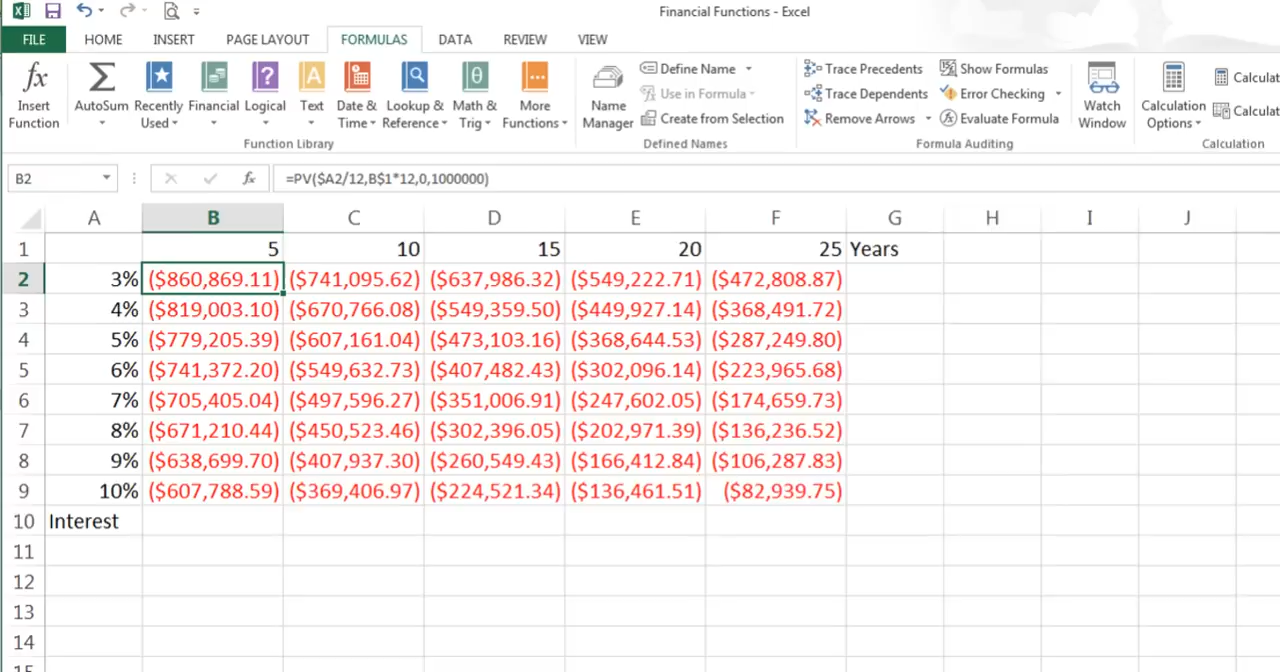 Financial Functions - Excel
FILE HOME INSERT PAGE LAYOUT FORMULAS DATA REVIEW VIEW
fx Insert Function
Σ AutoSum
Recently Used
Financial
Logical
Text
Date & Time
Lookup & Reference
Math & Trig
More Functions
Function Library
Name Manager
Define Name
Use in Formula
Create from Selection
Defined Names
Trace Precedents
Trace Dependents
Remove Arrows
Show Formulas
Error Checking
Evaluate Formula
Formula Auditing
Watch Window
Calculation Options
Calculat
Calculat
Calculation
B2 fx =PV($A2/12,B$1*12,0,1000000)
A B C D E F G H I J
1 5 10 15 20 25 Years
2 3% ($860,869.11) ($741,095.62) ($637,986.32) ($549,222.71) ($472,808.87)
3 4% ($819,003.10) ($670,766.08) ($549,359.50) ($449,927.14) ($368,491.72)
4 5% ($779,205.39) ($607,161.04) ($473,103.16) ($368,644.53) ($287,249.80)
5 6% ($741,372.20) ($549,632.73) ($407,482.43) ($302,096.14) ($223,965.68)
6 7% ($705,405.04) ($497,596.27) ($351,006.91) ($247,602.05) ($174,659.73)
7 8% ($671,210.44) ($450,523.46) ($302,396.05) ($202,971.39) ($136,236.52)
8 9% ($638,699.70) ($407,937.30) ($260,549.43) ($166,412.84) ($106,287.83)
9 10% ($607,788.59) ($369,406.97) ($224,521.34) ($136,461.51) ($82,939.75)
10 Interest
11
12
13
14
15